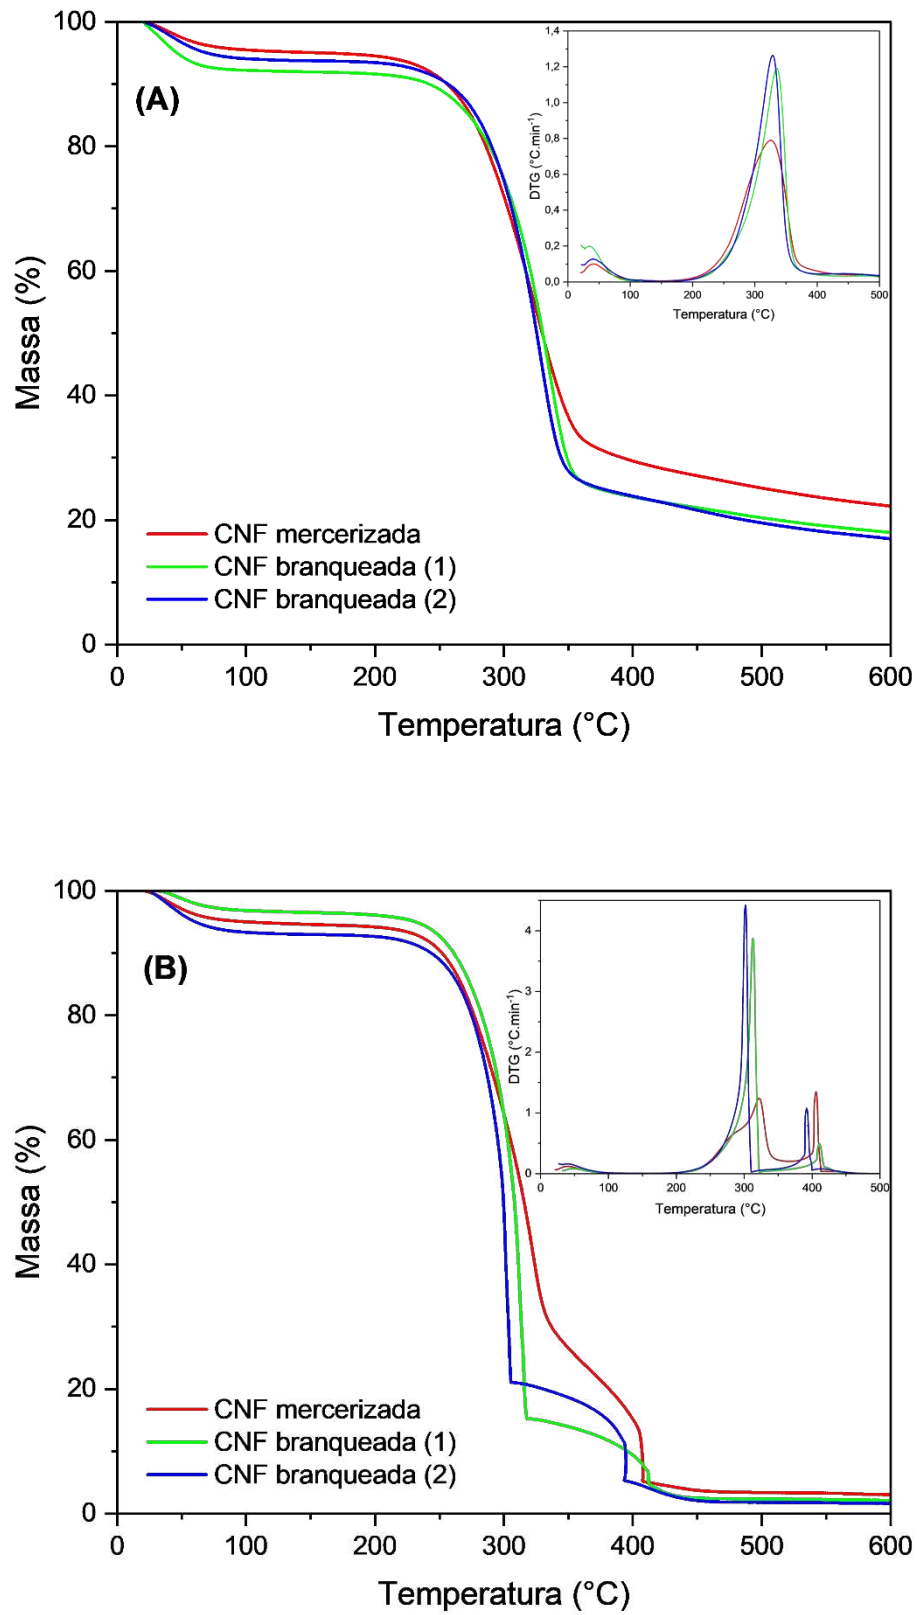 100
80
60
40
20
0
Massa (%)
(A)
CNF mercerizada
CNF branqueada (1)
CNF branqueada (2)
0 100 200 300 400 500 600
Temperatura (°C)
1,4
1,2
1,0
0,8
0,6
0,4
0,2
0,0
DTG (°C.min⁻¹)
0 100 200 300 400 500
Temperatura (°C)
100
80
60
40
20
0
Massa (%)
(B)
CNF mercerizada
CNF branqueada (1)
CNF branqueada (2)
0 100 200 300 400 500 600
Temperatura (°C)
4
3
2
1
0
DTG (°C.min⁻¹)
0 100 200 300 400 500
Temperatura (°C)